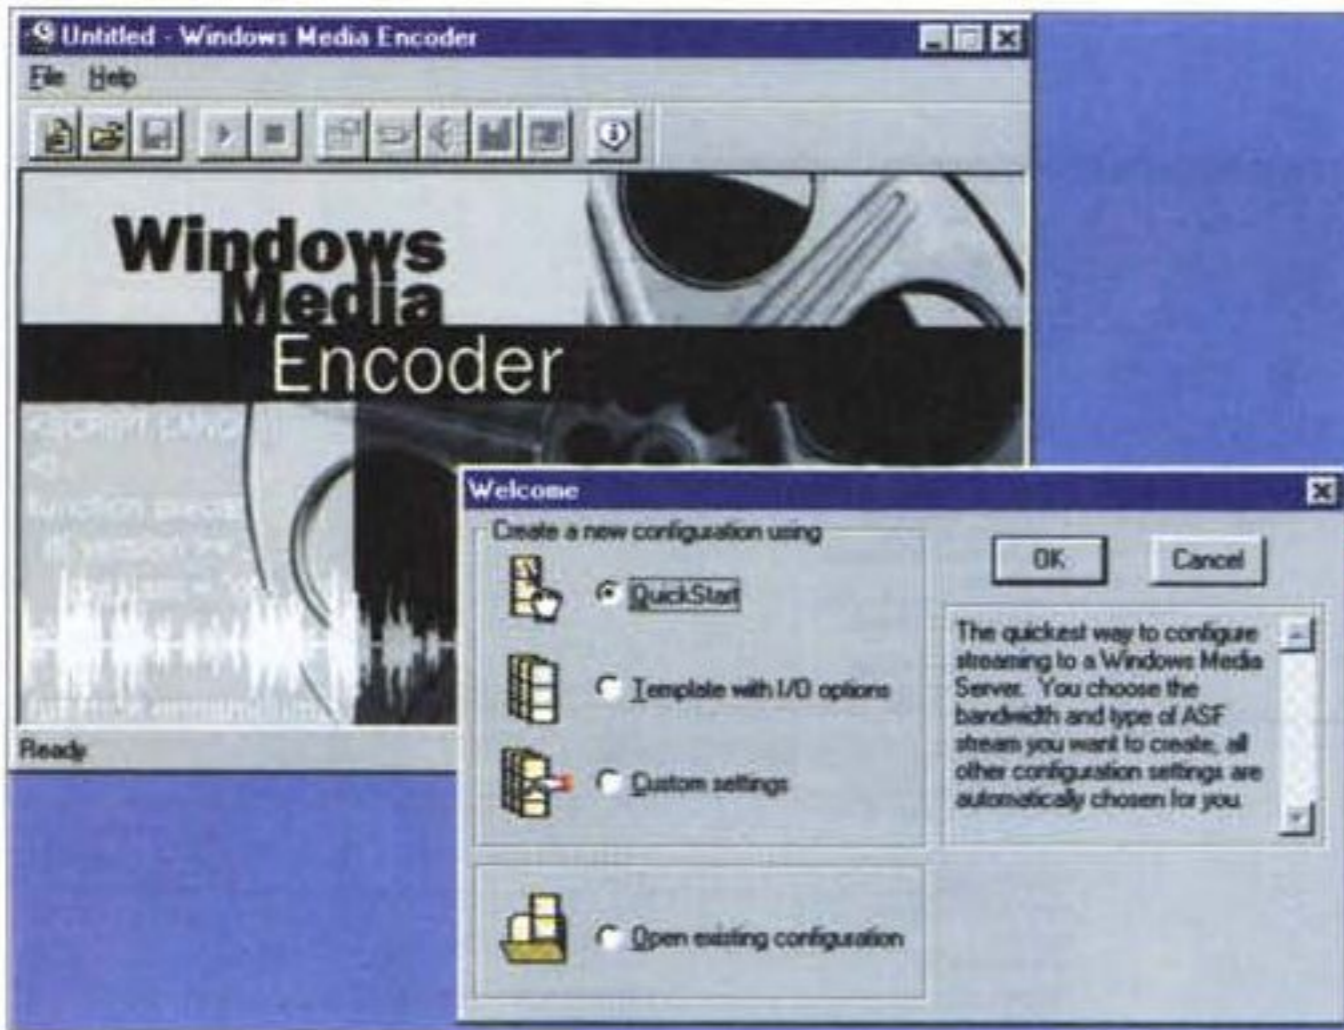 Untitled - Windows Media Encoder
File Help
Windows
Media
Encoder
Ready
Welcome
Create a new configuration using
QuickStart
Template with I/O options
Custom settings
Open existing configuration
OK Cancel
The quickest way to configure
streaming to a Windows Media
Server. You choose the
bandwidth and type of ASF
stream you want to create, all
other configuration settings are
automatically chosen for you.